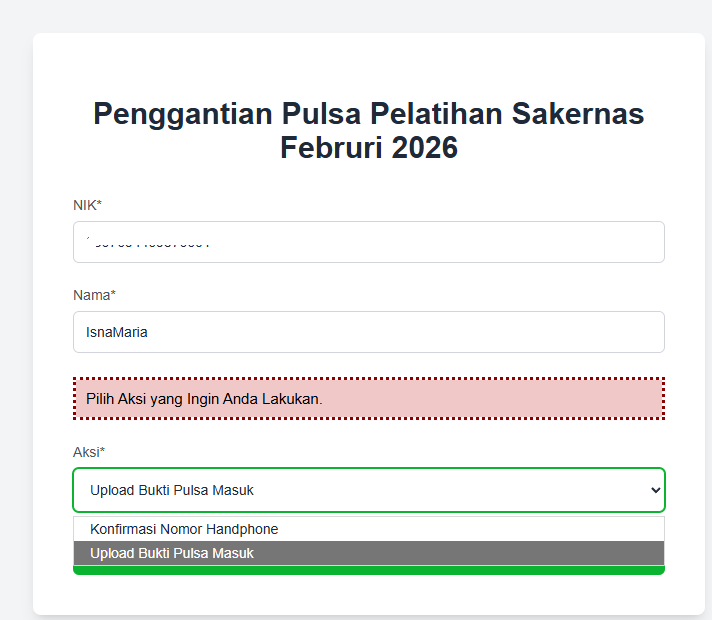 Penggantian Pulsa Pelatihan Sakernas
Februri 2026
NIK*
Nama*
IsnaMaria
Pilih Aksi yang Ingin Anda Lakukan.
Aksi*
Upload Bukti Pulsa Masuk
Konfirmasi Nomor Handphone
Upload Bukti Pulsa Masuk